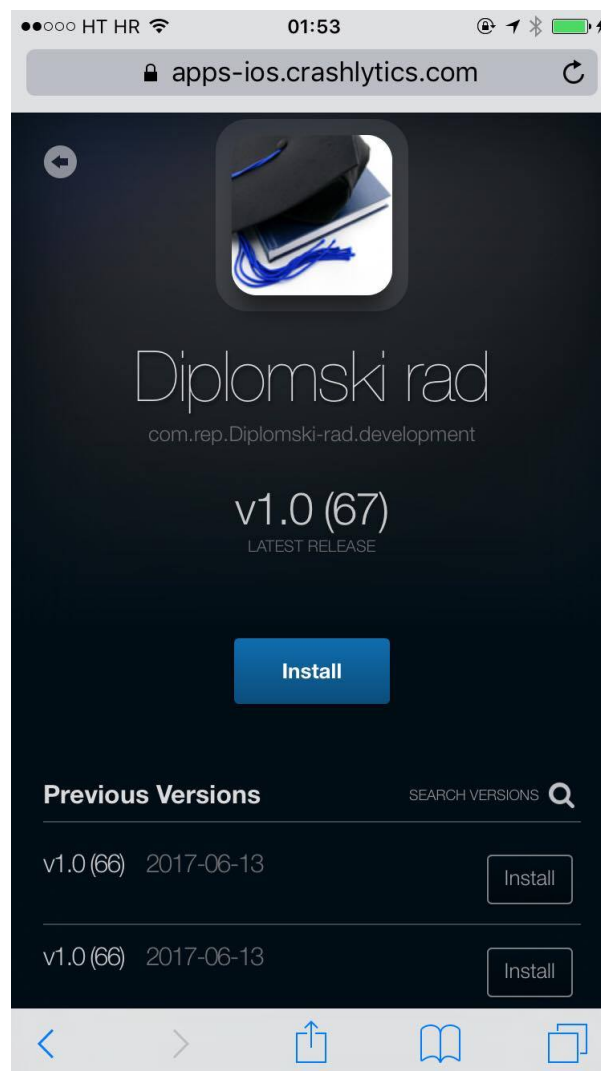 HT HR 01:53
apps-ios.crashlytics.com
Diplomski rad
com.rep.Diplomski-rad.development
v1.0 (67)
LATEST RELEASE
Install
Previous Versions SEARCH VERSIONS
v1.0 (66) 2017-06-13 Install
v1.0 (66) 2017-06-13 Install